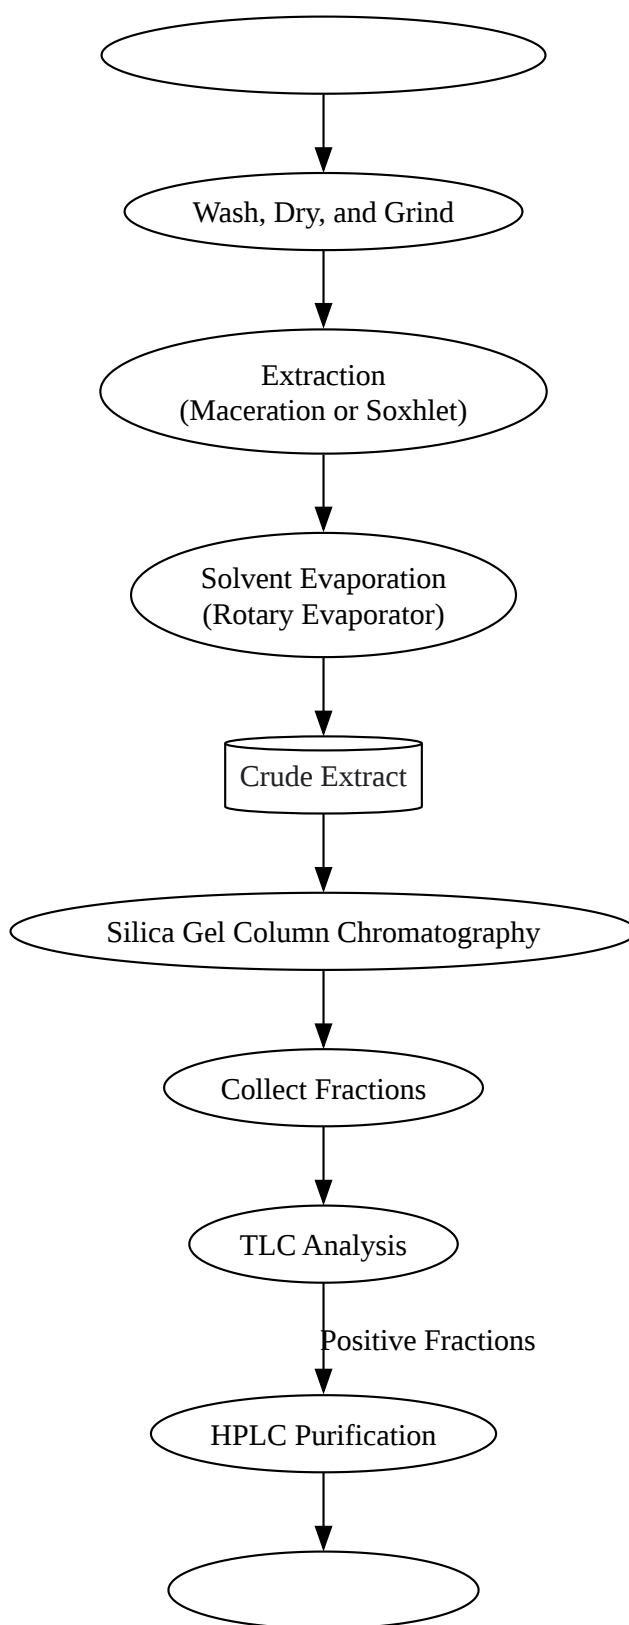 Wash, Dry, and Grind
Extraction
(Maceration or Soxhlet)
Solvent Evaporation
(Rotary Evaporator)
Crude Extract
Silica Gel Column Chromatography
Collect Fractions
TLC Analysis
Positive Fractions
HPLC Purification